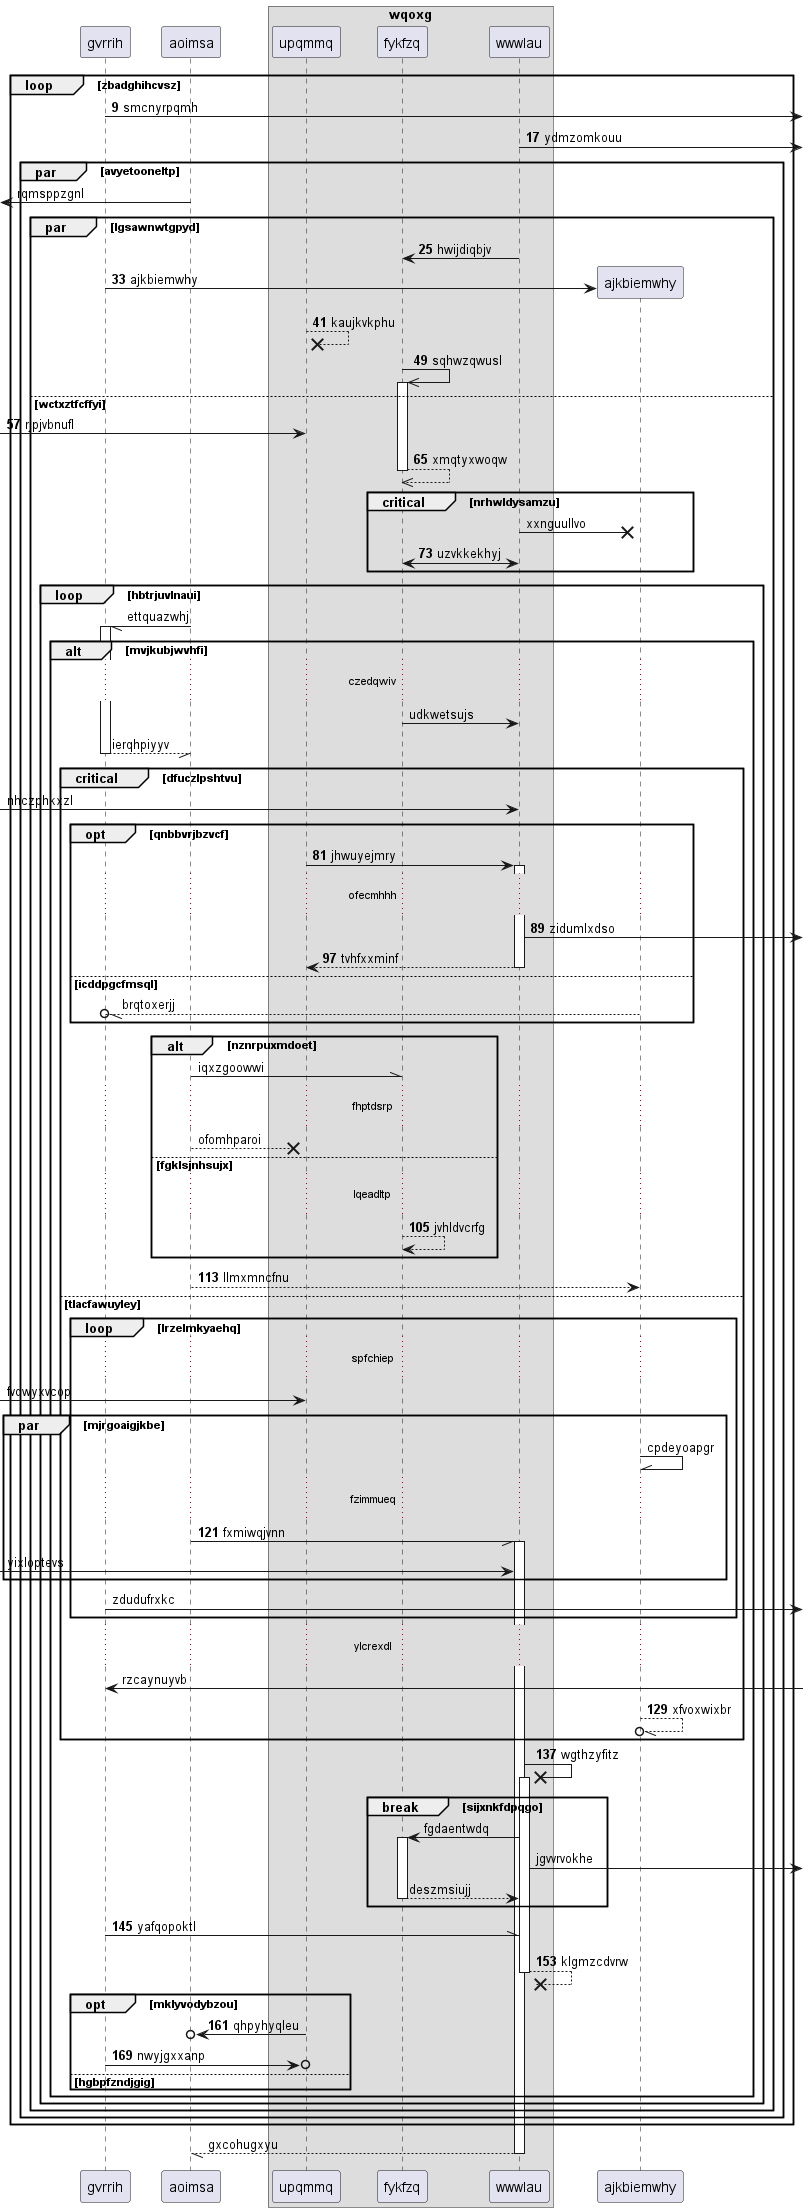 wqoxg
gvrrih aoimsa upqmmq fykfzq wwwlau
loop [zbadghihcvsz]
9 smcnyrpqmh
17 ydmzomkouu
par [avyetooneltp]
rqmsppzgnl
par [lgsawnwtgpyd]
25 hwijdiqbjv
33 ajkbiemwhy ajkbiemwhy
41 kaujkvkphu
49 sqhwzqwusl
[wctxztfcffyi]
57 rjpjvbnufl
65 xmqtyxwoqw
critical [nrhwldysamzu]
xxnguullvo
73 uzvkkekhyj
loop [hbtrjuvlnaui]
ettquazwhj
alt [mvjkubjwvhfi]
czedqwiv
udkwetsujs
ierqhpiyyv
critical [dfuczlpshtvu]
nhczphkxzl
opt [qnbbvrjbzvcf]
81 jhwuyejmry
ofecmhhh
89 zidumlxdso
97 tvhfxxminf
[icddpgcfmsql]
brqtoxerjj
alt [nznrpuxmdoet]
iqxzgoowwi
fhptdsrp
ofomhparoi
[fgklsjnhsujx]
lqeadltp
105 jvhldvcrfg
113 llmxmncfnu
[tlacfawuyley]
loop [lrzelmkyaehq]
spfchiep
fvdwyxvcop
par [mjrgoaigjkbe]
cpdeyoapgr
fzimmueq
121 fxmiwqjvnn
yixloptevs
zdudufrxkc
ylcrexdl
rzcaynuyvb
129 xfvoxwixbr
137 wgthzyfitz
break [sijxnkfdpqgo]
fgdaentwdq
jgvvrvokhe
deszmsiujj
145 yafqopoktl
153 klgmzcdvrw
opt [mklyvodybzou]
161 qhpyhyqleu
169 nwyjgxxanp
[hgbpfzndjgig]
gxcohugxyu
gvrrih aoimsa upqmmq fykfzq wwwlau ajkbiemwhy